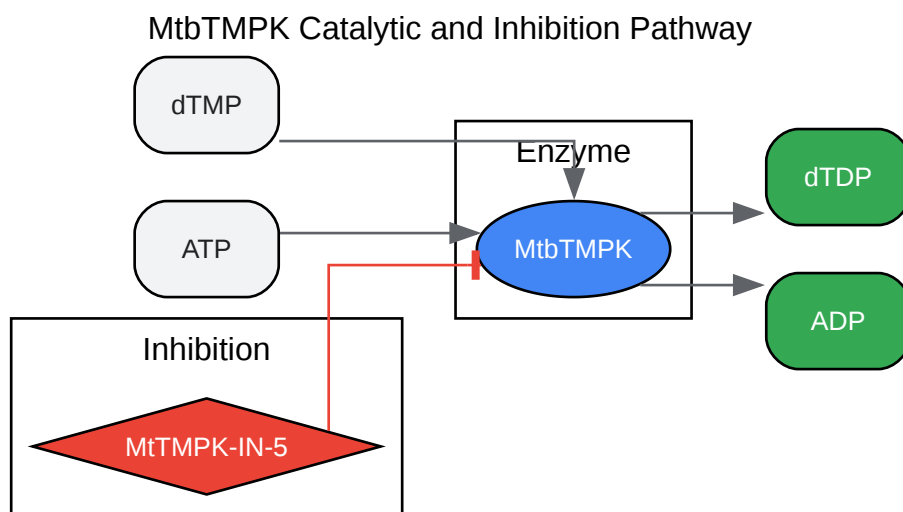 MtbTMPK Catalytic and Inhibition Pathway
dTMP
Enzyme
dTDP
ATP
MtbTMPK
ADP
Inhibition
MtTMPK-IN-5